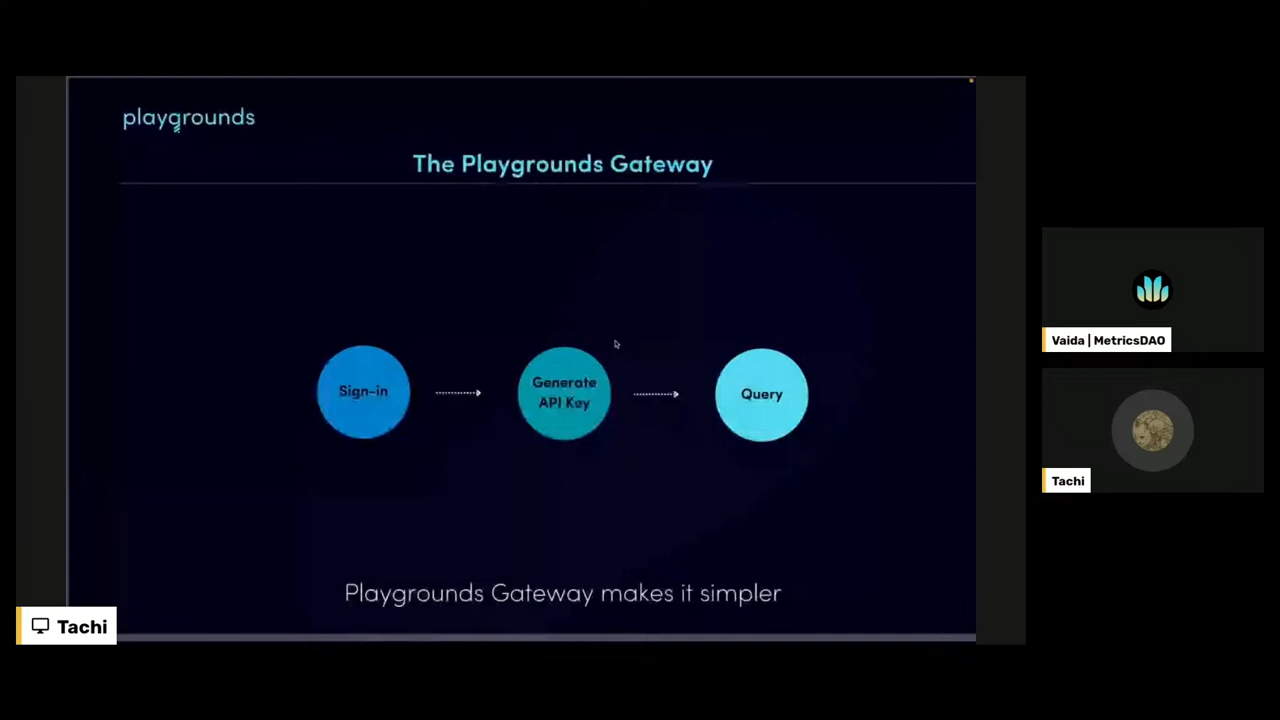 playgrounds
The Playgrounds Gateway
Sign-in
Generate
API Key
Query
Playgrounds Gateway makes it simpler
Tachi
Vaida | MetricsDAO
Tachi